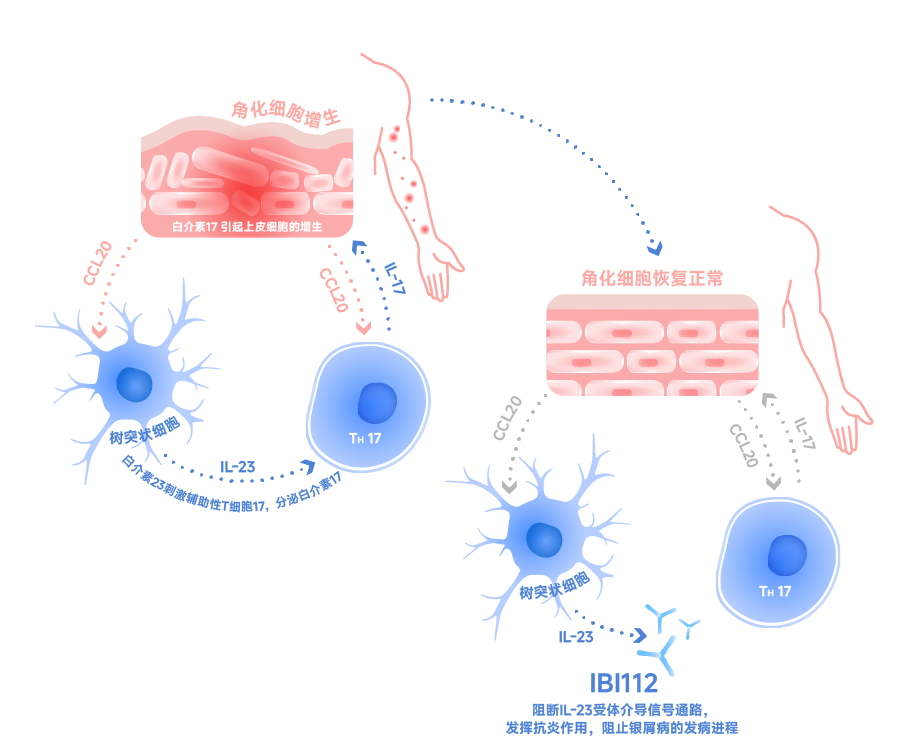 角化细胞增生
白介素17 引起上皮细胞的增生
CCL20
CCL20
IL-17
树突状细胞
TH 17
IL-23
白介素23刺激辅助性T细胞17，分泌白介素17
角化细胞恢复正常
CCL20
CCL20
IL-17
树突状细胞
TH 17
IL-23
IBI112
阻断IL-23受体介导信号通路，
发挥抗炎作用，阻止银屑病的发病进程